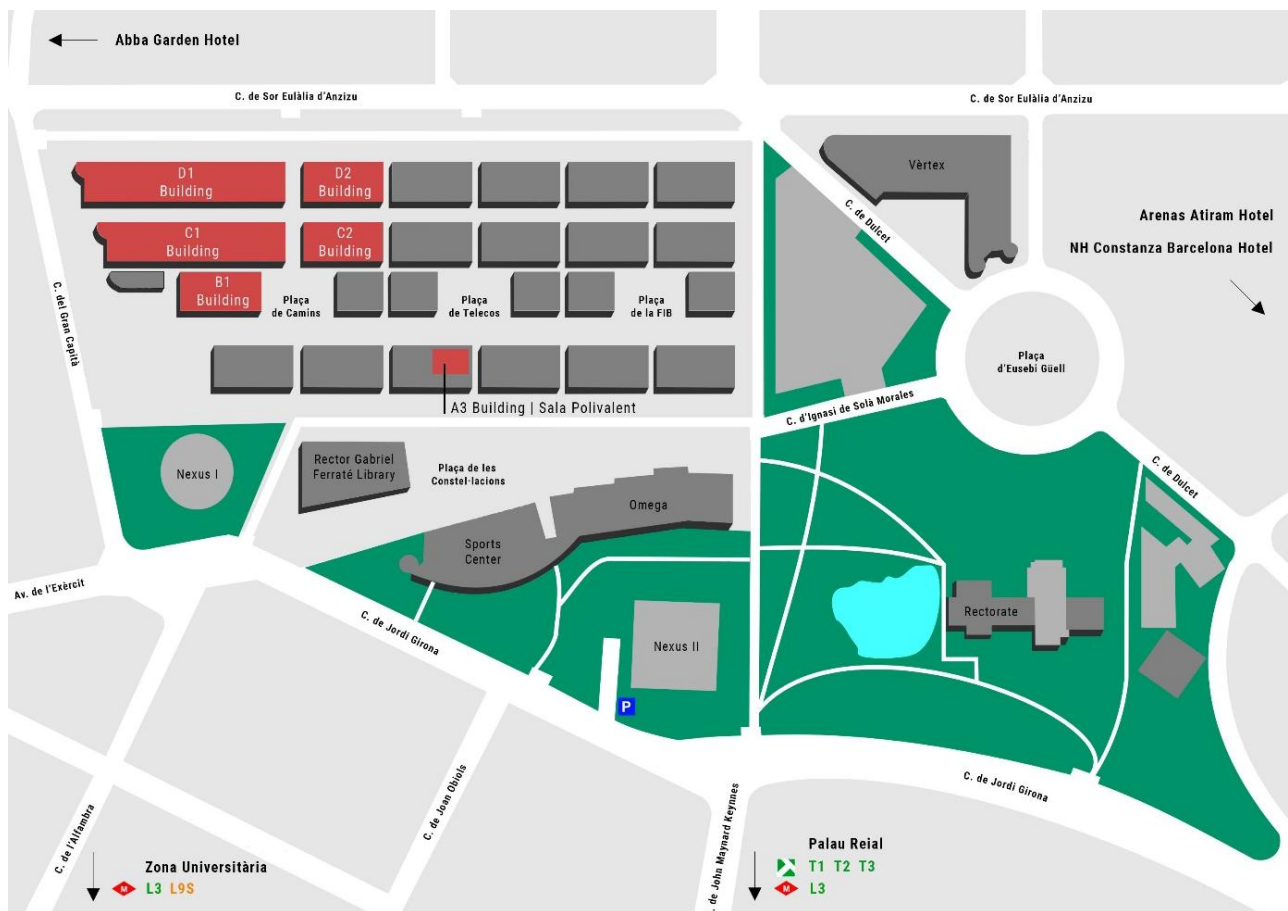 Abba Garden Hotel
C. de Sor Eulàlia d'Anzizu
C. de Sor Eulàlia d'Anzizu
D1
Building
D2
Building
Vèrtex
C. de Dulcet
Arenas Atiram Hotel
NH Constanza Barcelona Hotel
C1
Building
C2
Building
B1
Building
Plaça
de Camins
Plaça
de Telecos
Plaça
de la FIB
C. del Gran Capità
Plaça
d'Eusebi Güell
A3 Building | Sala Polivalent
C. d'Ignasi de Solà Morales
Nexus I
Rector Gabriel
Ferraté Library
Plaça de les
Constel·lacions
C. de Dulcet
Omega
Sports
Center
Av. de l'Exèrcit
C. de Jordi Girona
Nexus II
Rectorate
P
C. de Jordi Girona
C. de l'Alfambra
C. de Joan Obiols
C. de John Maynard Keynnes
Zona Universitària
M L3 L9S
Palau Reial
T1 T2 T3
M L3